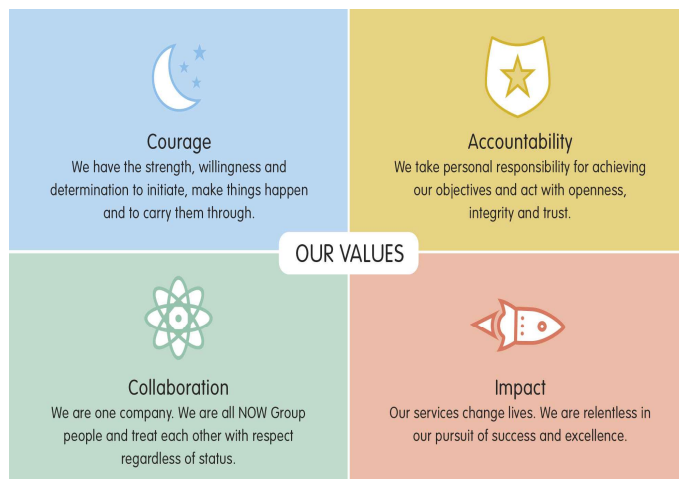 Courage
We have the strength, willingness and
determination to initiate, make things happen
and to carry them through.
Accountability
We take personal responsibility for achieving
our objectives and act with openness,
integrity and trust.
OUR VALUES
Collaboration
We are one company. We are all NOW Group
people and treat each other with respect
regardless of status.
Impact
Our services change lives. We are relentless in
our pursuit of success and excellence.